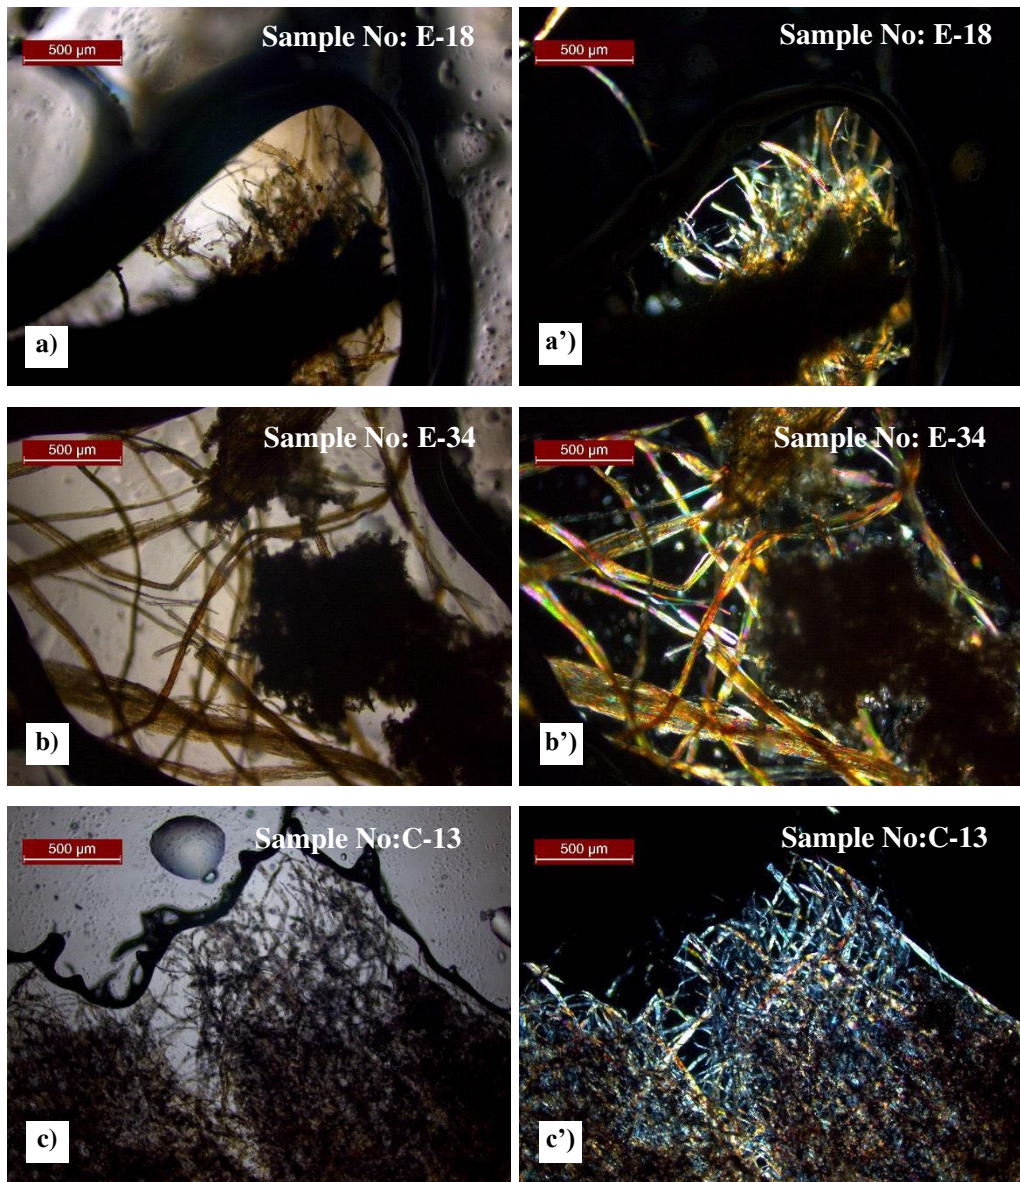 500 µm
Sample No: E-18
a)
500 µm
Sample No: E-18
a’)
500 µm
Sample No: E-34
b)
500 µm
Sample No: E-34
b’)
500 µm
Sample No:C-13
c)
500 µm
Sample No:C-13
c’)